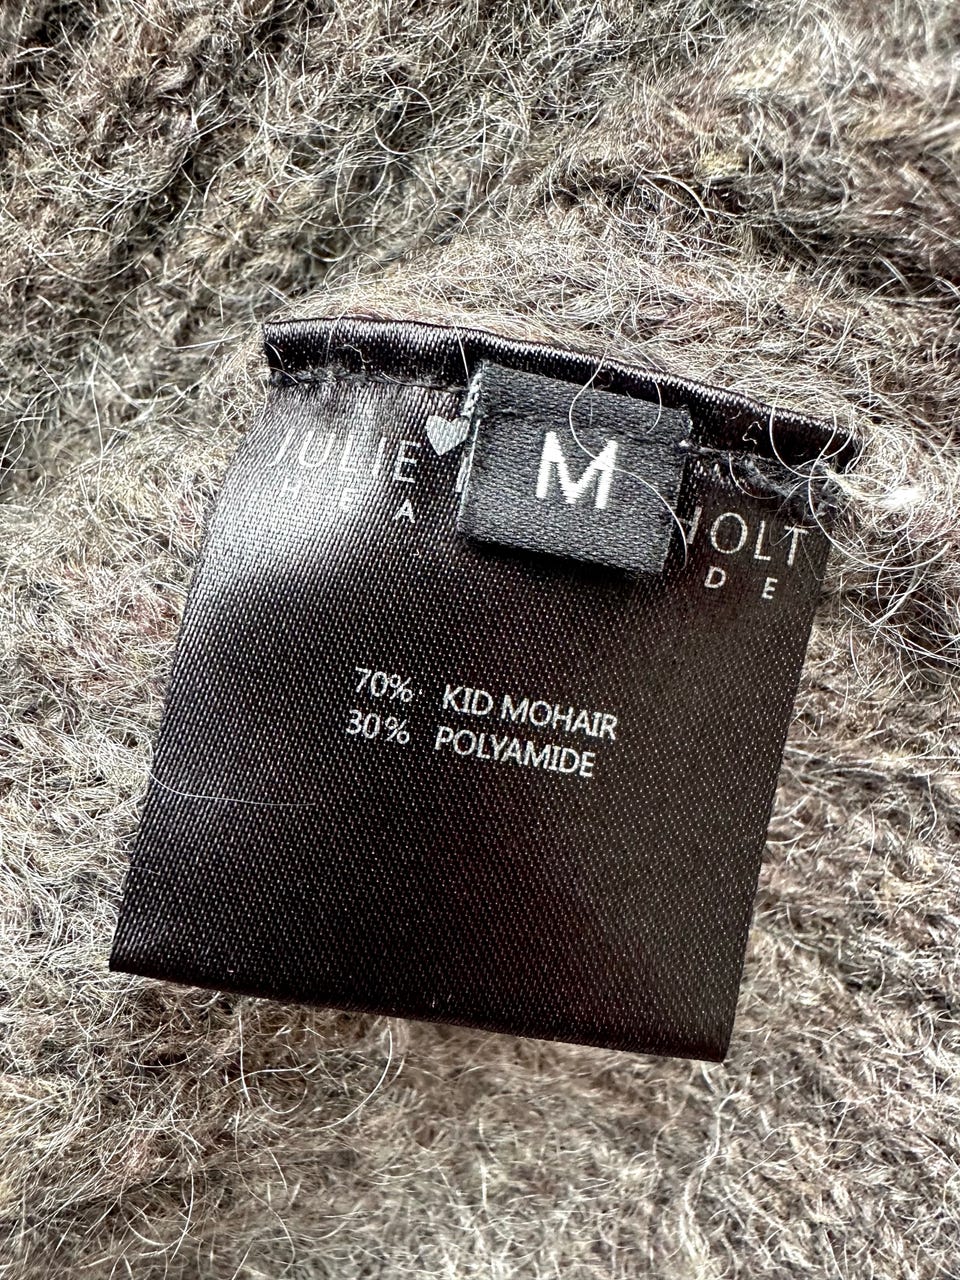 JULIE
HOLT
M
D E
70% KID MOHAIR
30% POLYAMIDE